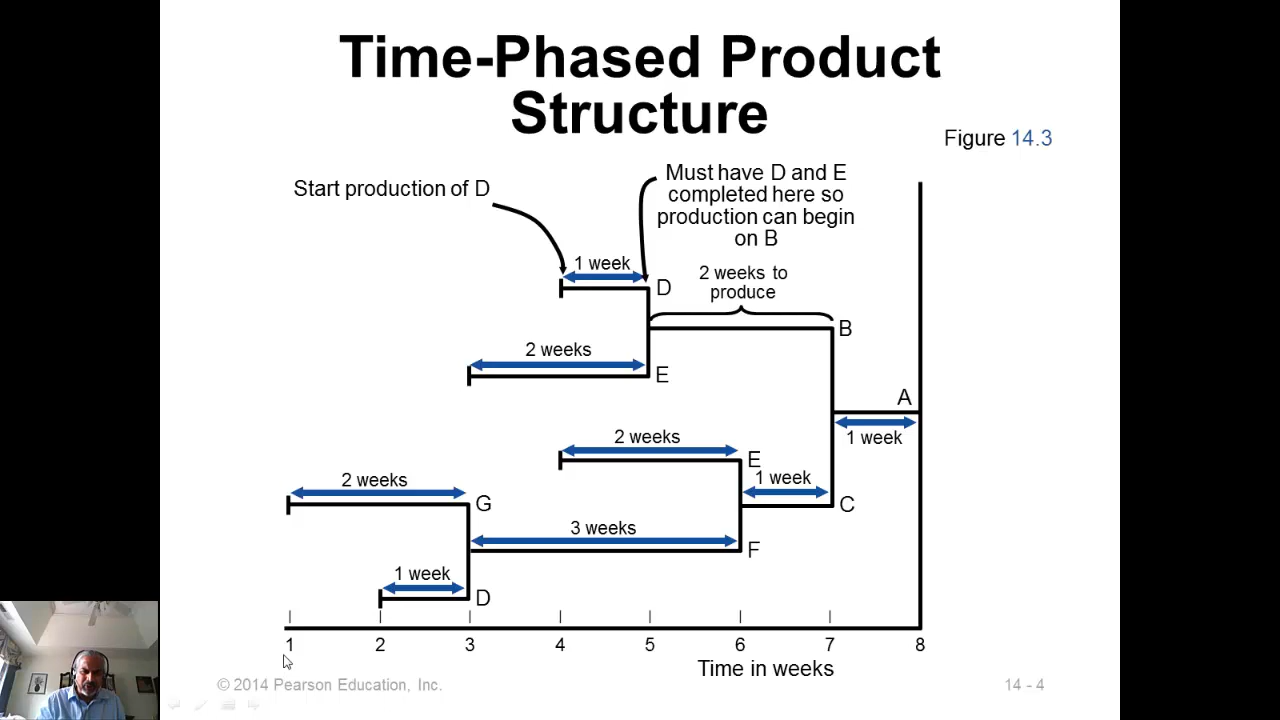 Time-Phased Product
Structure
Figure 14.3
Start production of D
Must have D and E
completed here so
production can begin
on B
1 week
D
2 weeks to
produce
B
2 weeks
E
A
1 week
2 weeks
E
1 week
C
2 weeks
G
3 weeks
F
1 week
D
1 2 3 4 5 6 7 8
Time in weeks
© 2014 Pearson Education, Inc.
14 - 4